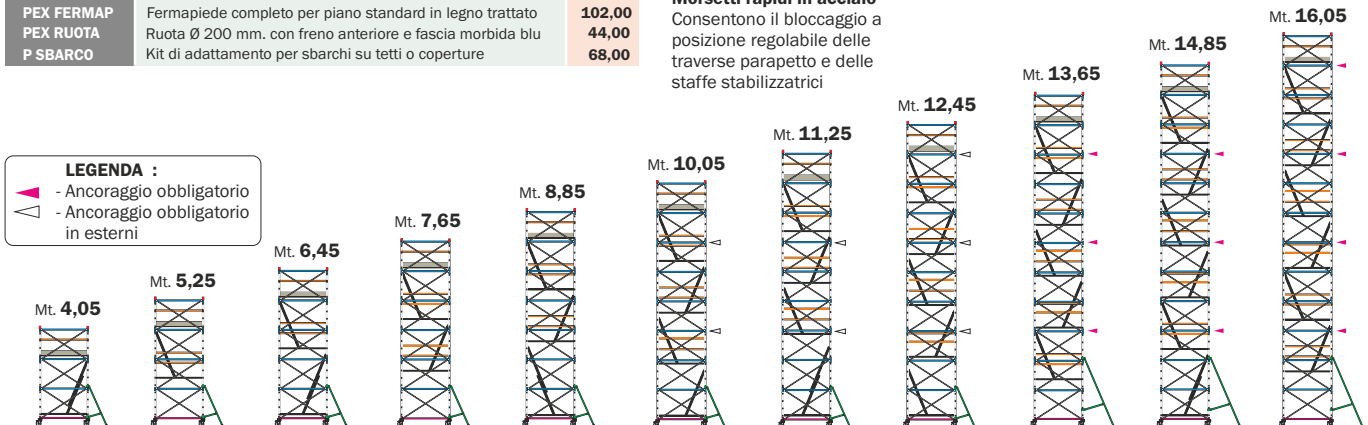 PEX FERMAP Fermapiede completo per piano standard in legno trattato 102,00
PEX RUOTA Ruota Ø 200 mm. con freno anteriore e fascia morbida blu 44,00
P SBARCO Kit di adattamento per sbarchi su tetti o coperture 68,00
Morsetti rapidi in acciaio
Consentono il bloccaggio a
posizione regolabile delle
traverse parapetto e delle
staffe stabilizzatrici
LEGENDA :
- Ancoraggio obbligatorio
- Ancoraggio obbligatorio
in esterni
Mt. 4,05
Mt. 5,25
Mt. 6,45
Mt. 7,65
Mt. 8,85
Mt. 10,05
Mt. 11,25
Mt. 12,45
Mt. 13,65
Mt. 14,85
Mt. 16,05